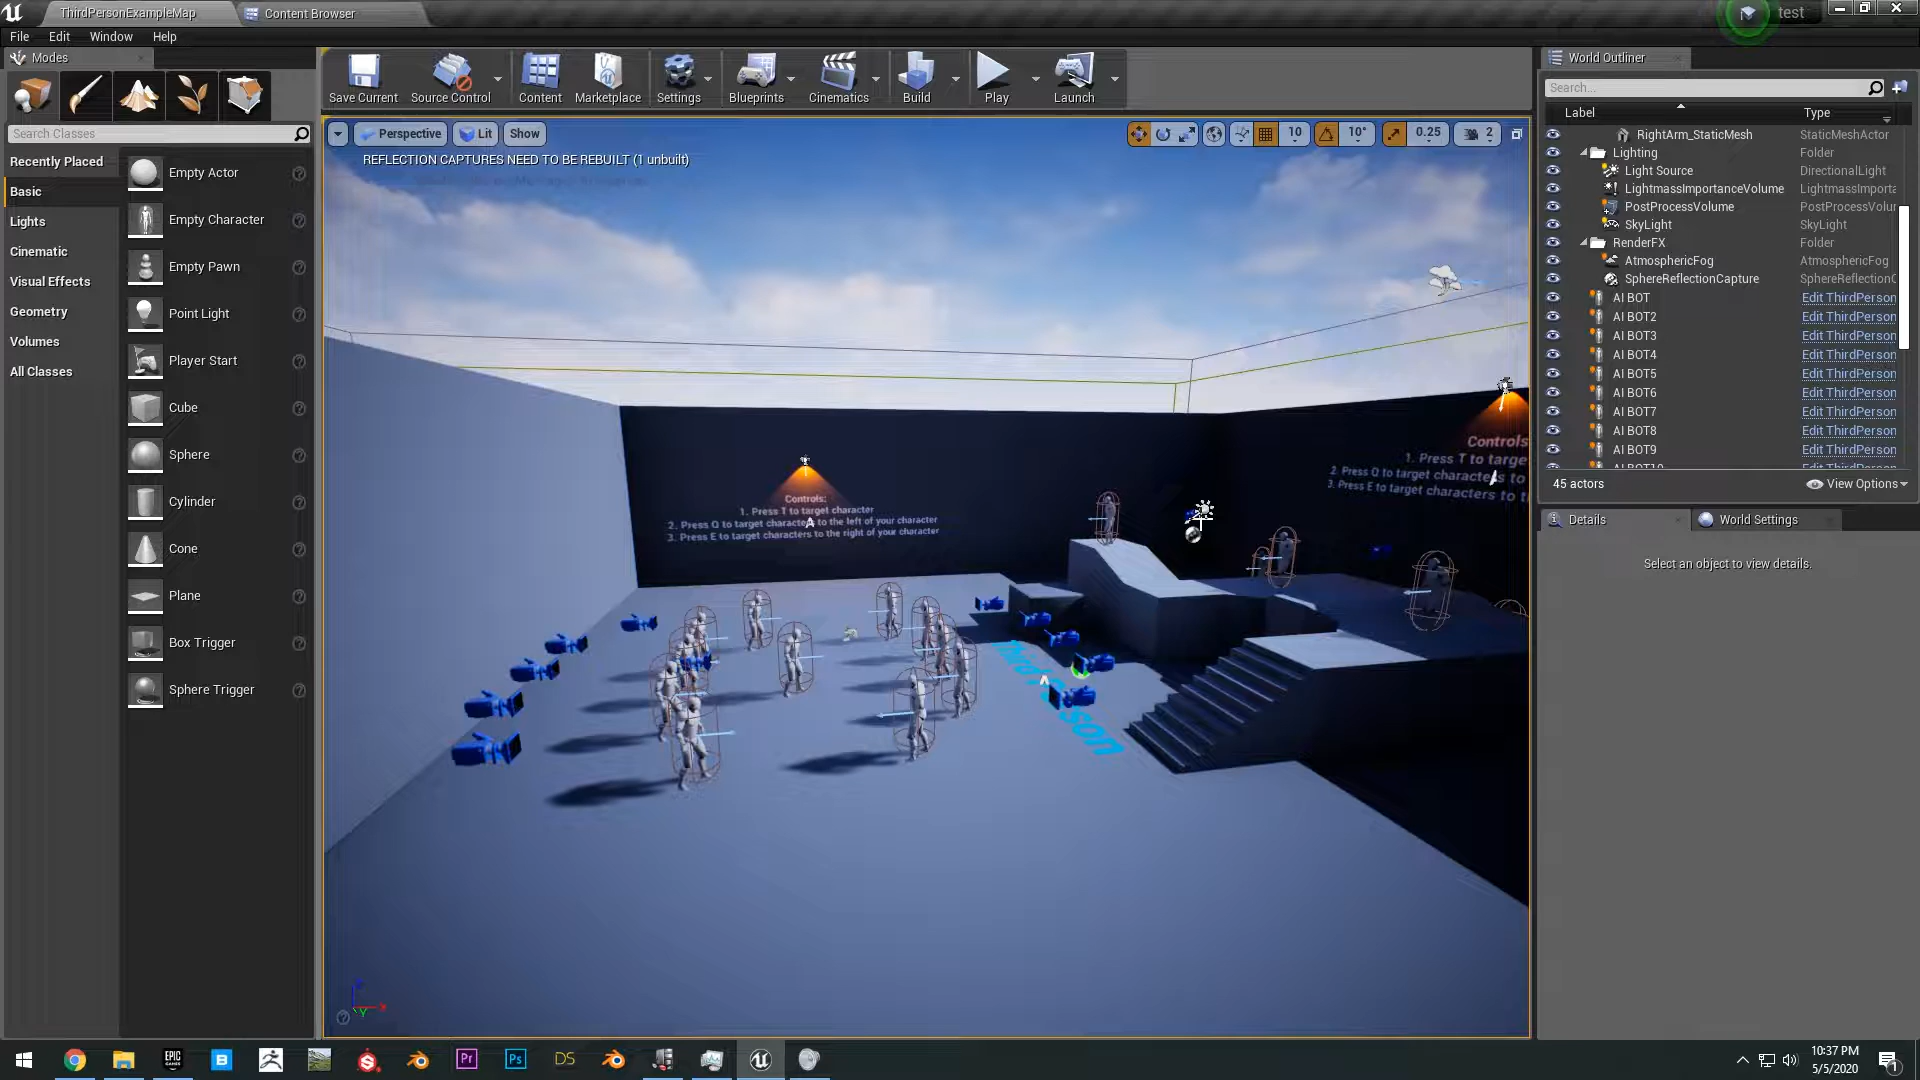 ThirdPersonExampleMap
Content Browser
test
File Edit Window Help
Modes
Save Current
Source Control
Content
Marketplace
Settings
Blueprints
Cinematics
Build
Play
Launch
World Outliner
Search Classes
Recently Placed
Basic
Lights
Cinematic
Visual Effects
Geometry
Volumes
All Classes
Empty Actor
Empty Character
Empty Pawn
Point Light
Player Start
Cube
Sphere
Cylinder
Cone
Plane
Box Trigger
Sphere Trigger
Perspective
Lit
Show
10
10°
0.25
2
REFLECTION CAPTURES NEED TO BE REBUILT (1 unbuilt)
Controls:
1. Press T to target character
2. Press Q to target characters to the left of your character
3. Press E to target characters to the right of your character
Controls
1. Press T to targe
2. Press Q to target characters to
3. Press E to target characters to t
Third Person
Search...
Label Type
RightArm_StaticMesh StaticMeshActor
Lighting Folder
Light Source DirectionalLight
LightmassImportanceVolume LightmassImporta
PostProcessVolume PostProcessVolur
SkyLight SkyLight
RenderFX Folder
AtmosphericFog AtmosphericFog
SphereReflectionCapture SphereReflectionC
AI BOT Edit ThirdPerson
AI BOT2 Edit ThirdPerson
AI BOT3 Edit ThirdPerson
AI BOT4 Edit ThirdPerson
AI BOT5 Edit ThirdPerson
AI BOT6 Edit ThirdPerson
AI BOT7 Edit ThirdPerson
AI BOT8 Edit ThirdPerson
AI BOT9 Edit ThirdPerson
AI BOT10 Edit ThirdPerson
45 actors
View Options
Details
World Settings
Select an object to view details.
EPIC GAMES
B
Pr
Ps
DS
10:37 PM
5/5/2020
1